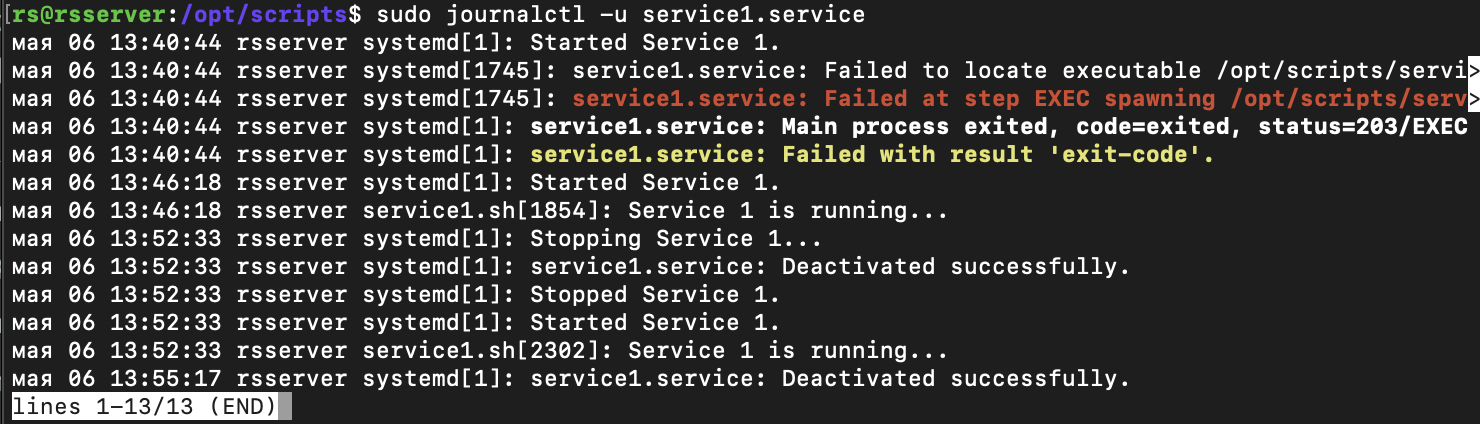 [rs@rsserver:/opt/scripts$ sudo journalctl -u service1.service
мая 06 13:40:44 rsserver systemd[1]: Started Service 1.
мая 06 13:40:44 rsserver systemd[1745]: service1.service: Failed to locate executable /opt/scripts/servi>
мая 06 13:40:44 rsserver systemd[1745]: service1.service: Failed at step EXEC spawning /opt/scripts/serv>
мая 06 13:40:44 rsserver systemd[1]: service1.service: Main process exited, code=exited, status=203/EXEC
мая 06 13:40:44 rsserver systemd[1]: service1.service: Failed with result 'exit-code'.
мая 06 13:46:18 rsserver systemd[1]: Started Service 1.
мая 06 13:46:18 rsserver service1.sh[1854]: Service 1 is running...
мая 06 13:52:33 rsserver systemd[1]: Stopping Service 1...
мая 06 13:52:33 rsserver systemd[1]: service1.service: Deactivated successfully.
мая 06 13:52:33 rsserver systemd[1]: Stopped Service 1.
мая 06 13:52:33 rsserver systemd[1]: Started Service 1.
мая 06 13:52:33 rsserver service1.sh[2302]: Service 1 is running...
мая 06 13:55:17 rsserver systemd[1]: service1.service: Deactivated successfully.
lines 1-13/13 (END)